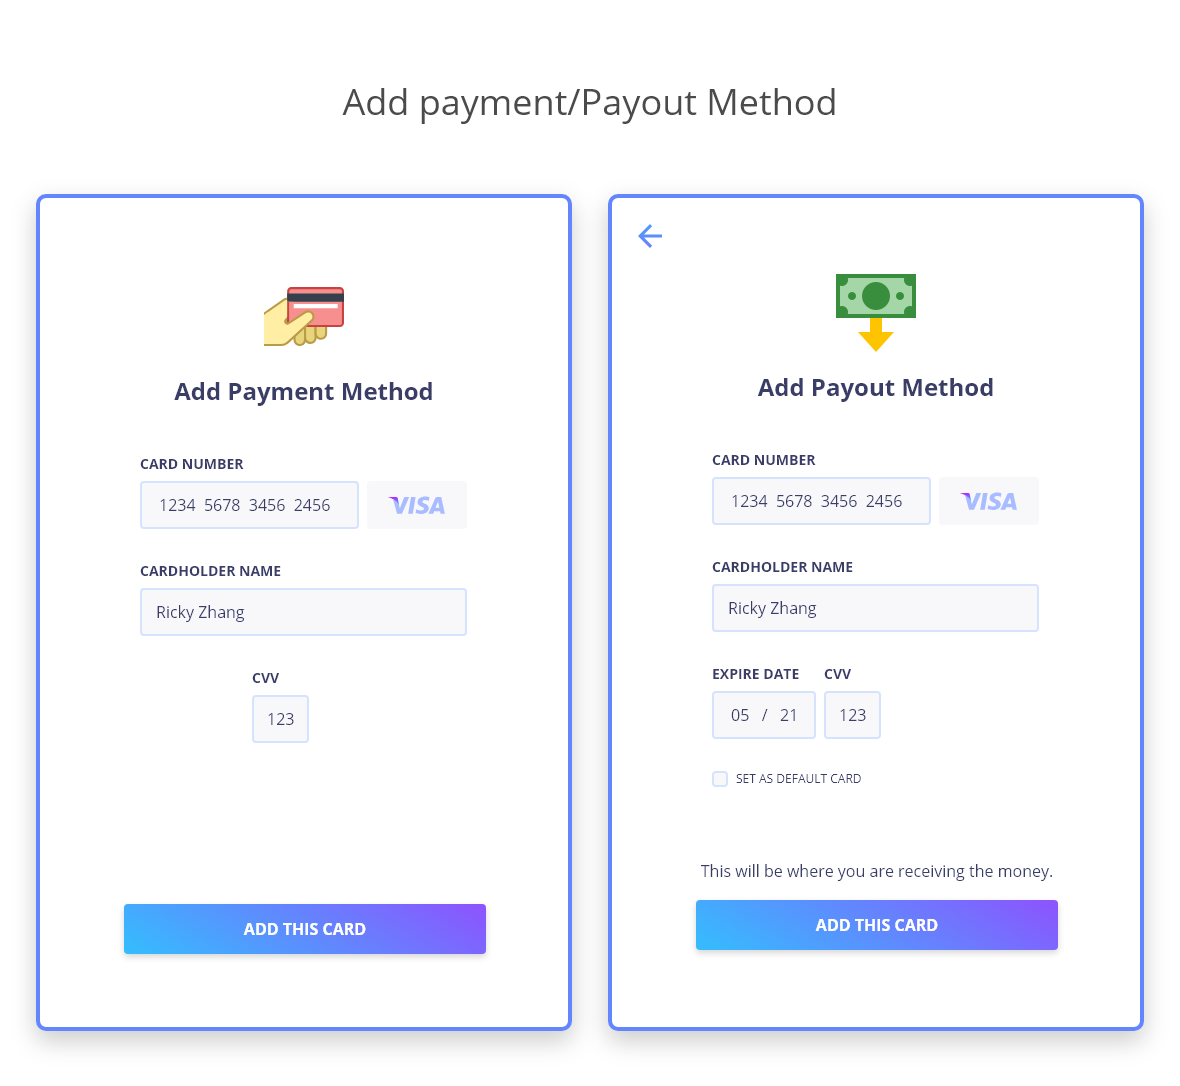 Add payment/Payout Method
Add Payment Method
CARD NUMBER
1234 5678 3456 2456
VISA
CARDHOLDER NAME
Ricky Zhang
CVV
123
ADD THIS CARD
Add Payout Method
CARD NUMBER
1234 5678 3456 2456
VISA
CARDHOLDER NAME
Ricky Zhang
EXPIRE DATE CVV
05 / 21 123
SET AS DEFAULT CARD
This will be where you are receiving the money.
ADD THIS CARD